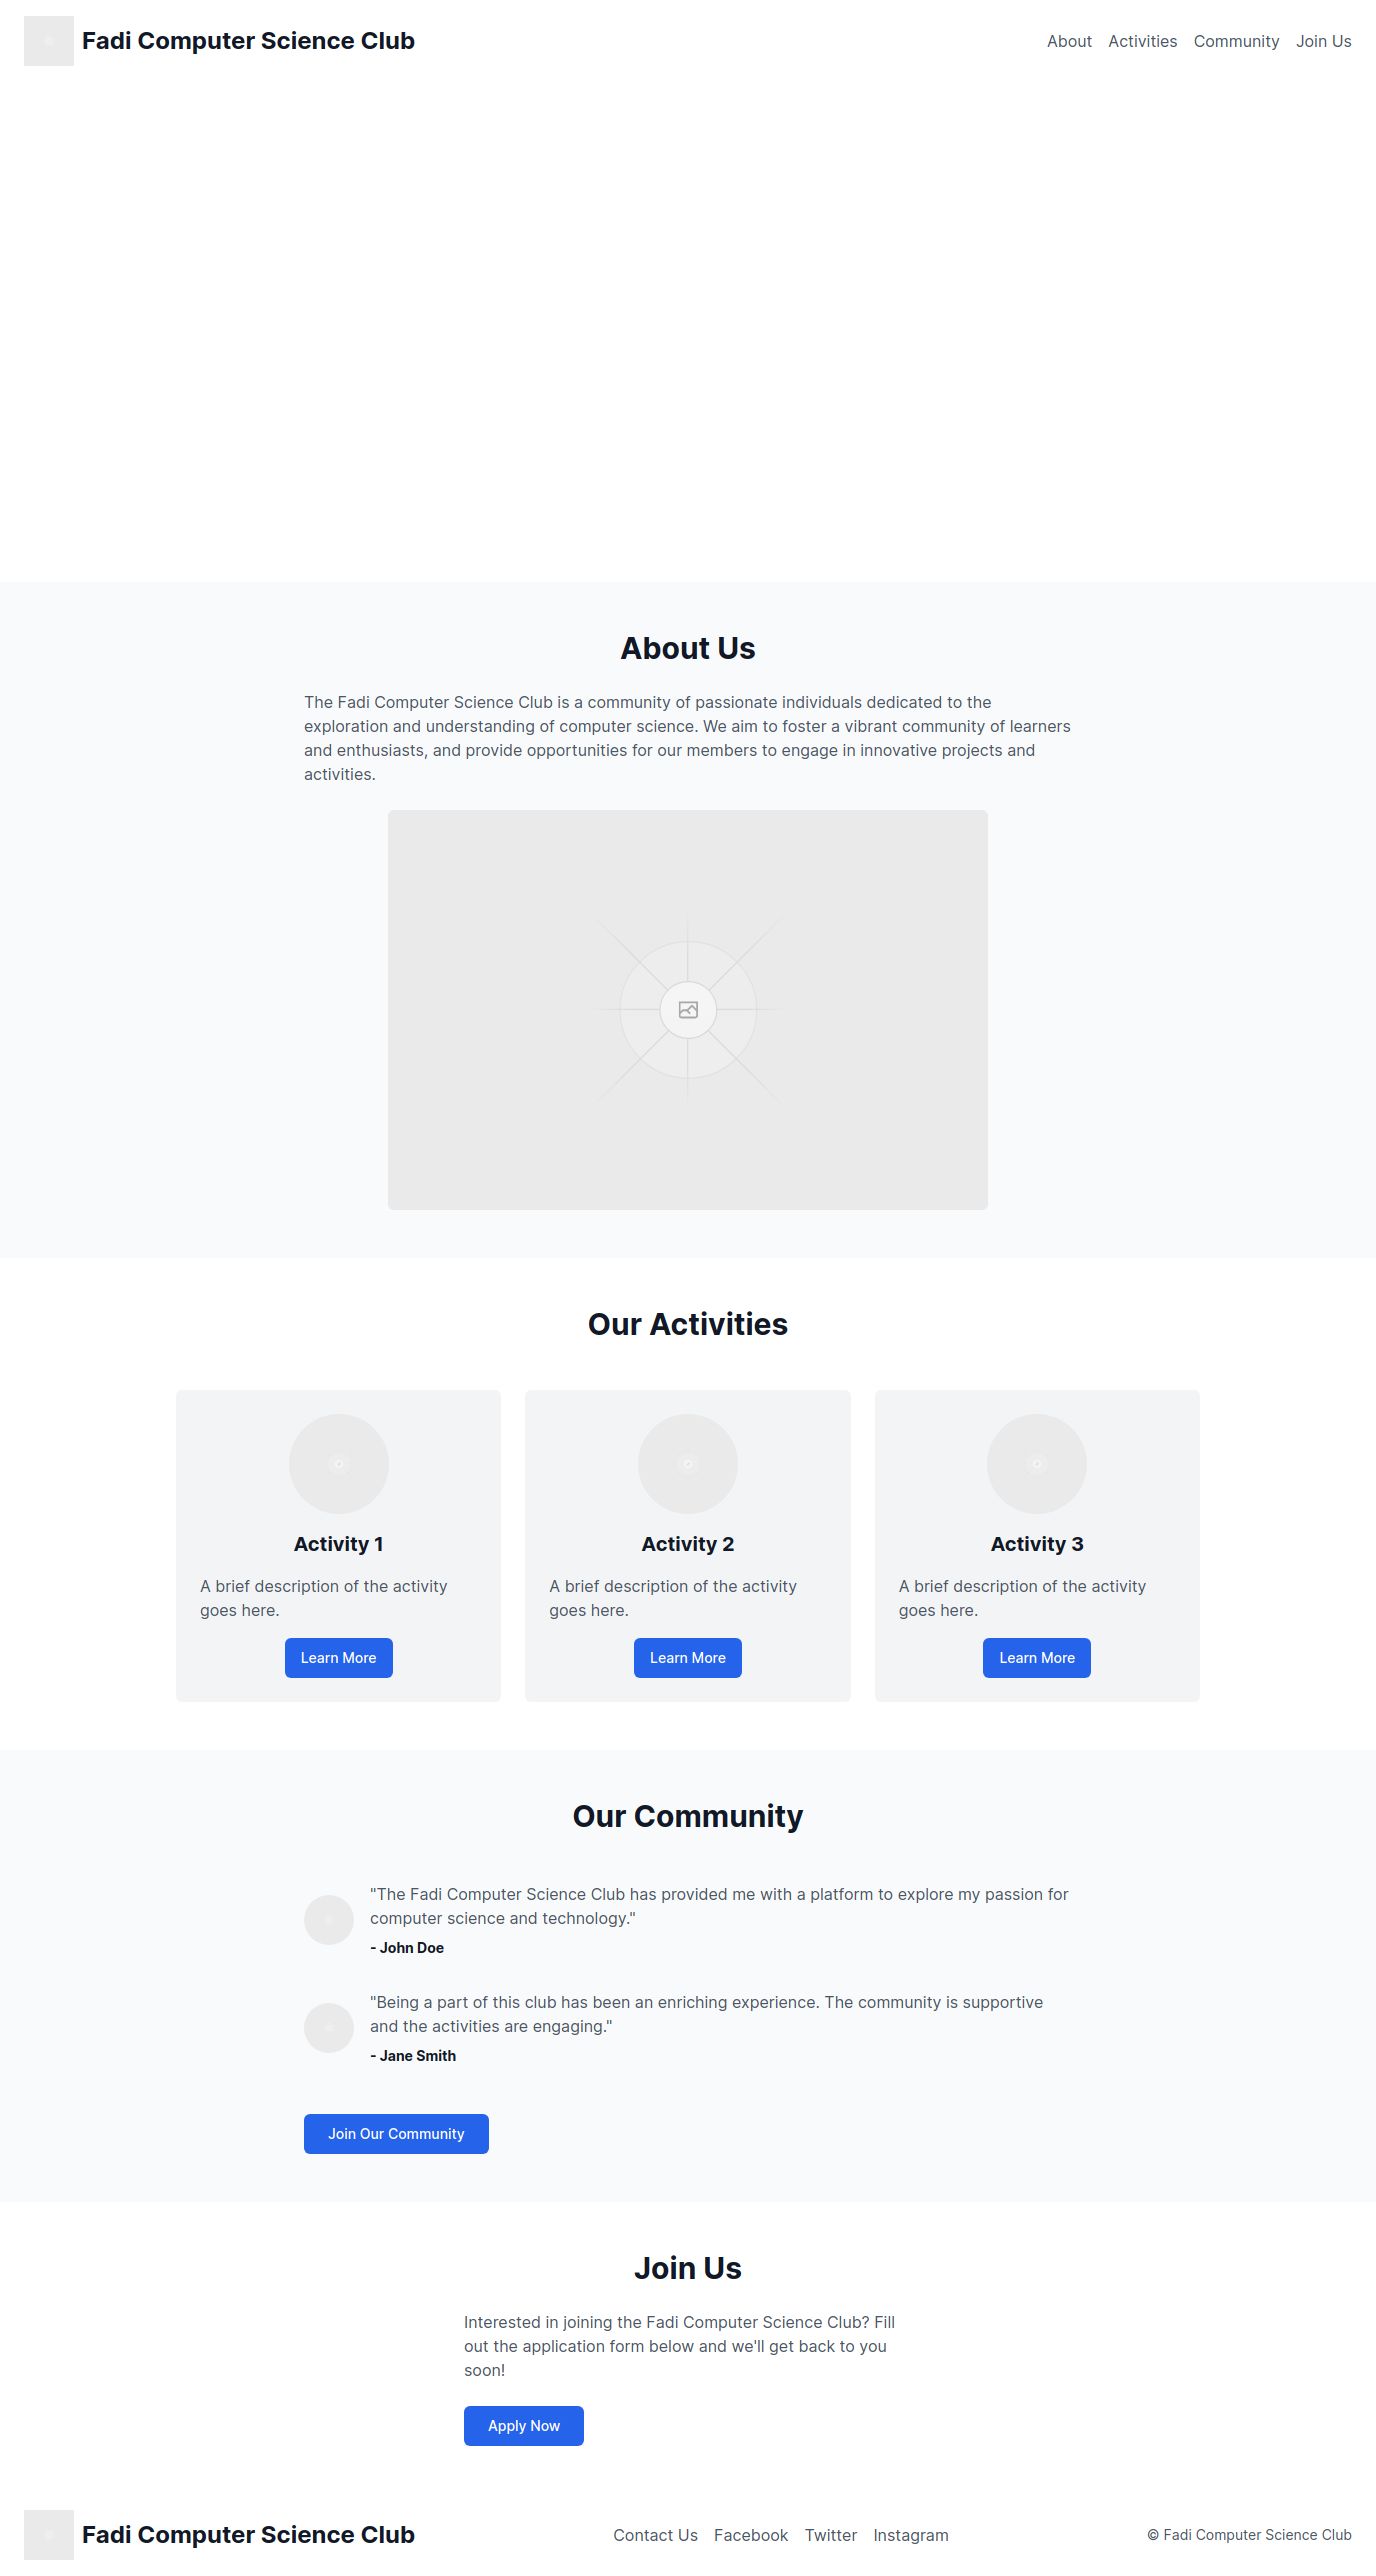 Fadi Computer Science Club
About Activities Community Join Us
About Us
The Fadi Computer Science Club is a community of passionate individuals dedicated to the
exploration and understanding of computer science. We aim to foster a vibrant community of learners
and enthusiasts, and provide opportunities for our members to engage in innovative projects and
activities.
Our Activities
Activity 1
A brief description of the activity
goes here.
Learn More
Activity 2
A brief description of the activity
goes here.
Learn More
Activity 3
A brief description of the activity
goes here.
Learn More
Our Community
"The Fadi Computer Science Club has provided me with a platform to explore my passion for
computer science and technology."
- John Doe
"Being a part of this club has been an enriching experience. The community is supportive
and the activities are engaging."
- Jane Smith
Join Our Community
Join Us
Interested in joining the Fadi Computer Science Club? Fill
out the application form below and we'll get back to you
soon!
Apply Now
Fadi Computer Science Club
Contact Us Facebook Twitter Instagram
© Fadi Computer Science Club